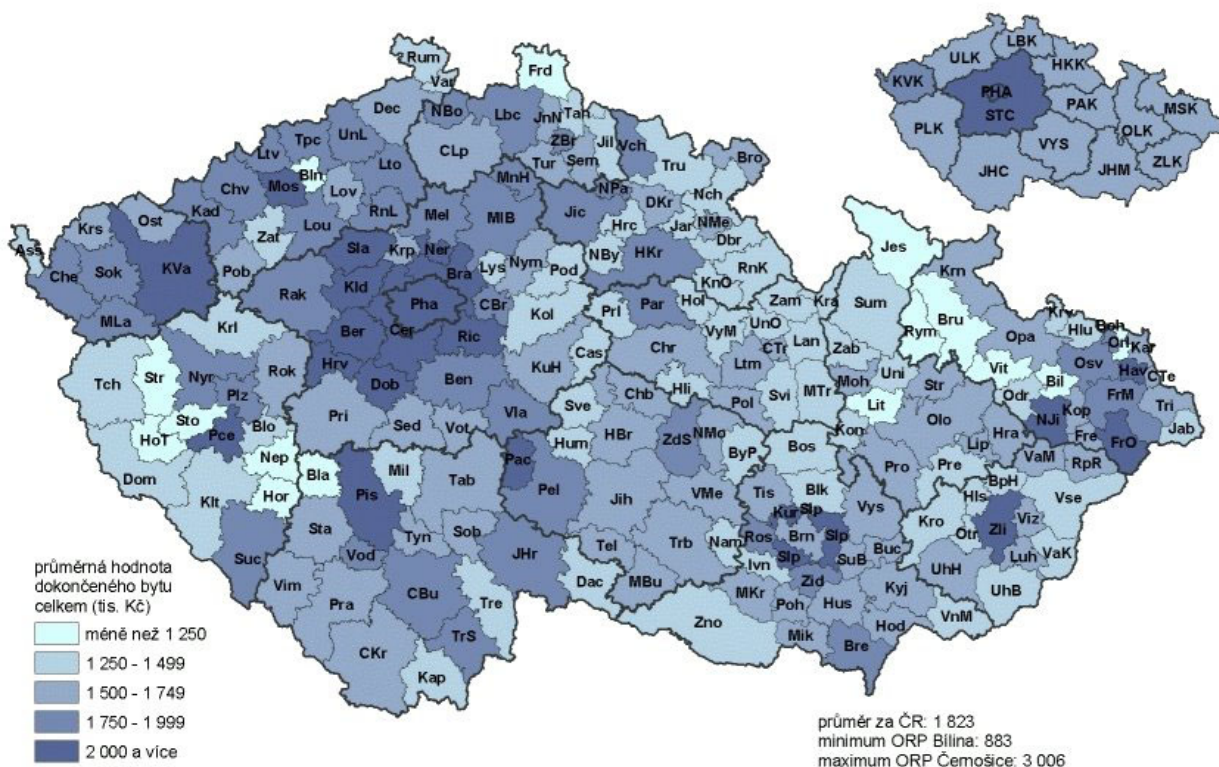 Rum
Var
Frd
Dec
NBo
Lbc
JnN
Tan
Tpc
UnL
CLp
ZBr
Jil
Vch
Ltv
Bln
Lto
Tur
Sem
Tru
Bro
Mos
Lov
MnH
NPa
Nch
Chv
Kad
Lou
RnL
Mel
MlB
Jic
DKr
Krs
Ost
Zat
Hrc
Jar
NMe
Ass
Sla
Krp
Ner
Dbr
Che
Sok
KVa
Pob
Bra
Lys
Nym
Pod
NBy
HKr
RnK
Jes
Rak
Kld
KnO
Krn
MLa
Pha
CBr
Kol
Prl
Par
Hol
Zam
Kra
Sum
Krl
Ber
Cer
Ric
VyM
UnO
Rym
Bru
Opa
Krv
Hlu
Boh
Orl
Kar
Tch
Str
Nyr
Rok
Hrv
KuH
Cas
Chr
CTr
Lan
Zab
Osv
Hav
CTe
Plz
Dob
Ben
Ltm
Moh
Uni
Str
Vit
Bil
FrM
Sto
Pri
Chb
Hli
Svi
MTr
Lit
Odr
NJi
Kop
Tri
HoT
Pce
Blo
Sed
Vot
Vla
Sve
Pol
Kon
Olo
Hra
Fre
FrO
Jab
Nep
Hum
HBr
ZdS
NMo
ByP
Bos
Lip
VaM
RpR
Dom
Bla
Mil
Pac
Pro
Pre
BpH
Klt
Hor
Pis
Tab
Pel
Jih
VMe
Tis
Blk
Vys
Hls
Vse
Sta
Kur
Slp
Kro
Zli
Viz
Suc
Vod
Tyn
Sob
JHr
Tel
Trb
Nam
Ros
Brn
Slp
Otr
Luh
VaK
Ivn
Slp
SuB
Buc
UhH
Vim
Pra
CBu
Tre
Dac
MBu
Zid
UhB
MKr
Poh
Hus
Kyj
Zno
VnM
Hod
CKr
TrS
Mik
Bre
Kap
LBK
ULK
HKK
KVK
PHA
STC
PAK
MSK
PLK
OLK
VYS
ZLK
JHC
JHM
průměrná hodnota
dokončeného bytu
celkem (tis. Kč)
méně než 1 250
1 250 - 1 499
1 500 - 1 749
1 750 - 1 999
2 000 a více
průměr za ČR: 1 823
minimum ORP Bílina: 883
maximum ORP Černošice: 3 006